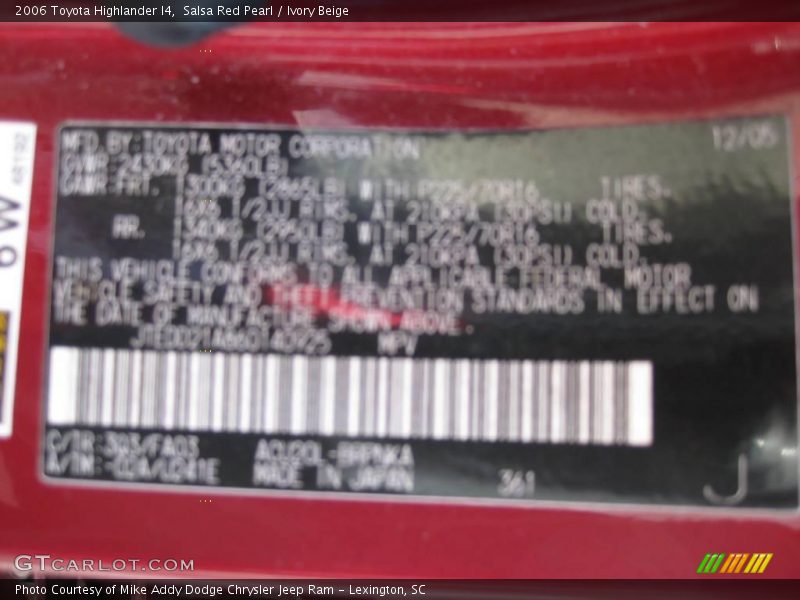 2006 Toyota Highlander I4, Salsa Red Pearl / Ivory Beige
MFD. BY: TOYOTA MOTOR CORPORATION 12/05
GVWR: 2430KG (5360LB)
GAWR: FRT. 1300KG (2865LB) WITH P225/70R16 TIRES.
16X6 1/2JJ RIMS. AT 210KPA (30PSI) COLD.
RR. 1340KG (2950LB) WITH P225/70R16 TIRES.
16X6 1/2JJ RIMS. AT 210KPA (30PSI) COLD.
THIS VEHICLE CONFORMS TO ALL APPLICABLE FEDERAL MOTOR
VEHICLE SAFETY AND THEFT PREVENTION STANDARDS IN EFFECT ON
THE DATE OF MANUFACTURE SHOWN ABOVE.
MPV
C/TR: 3R3/FA03
MADE IN JAPAN 361
J
GTCARLOT.COM
Photo Courtesy of Mike Addy Dodge Chrysler Jeep Ram – Lexington, SC